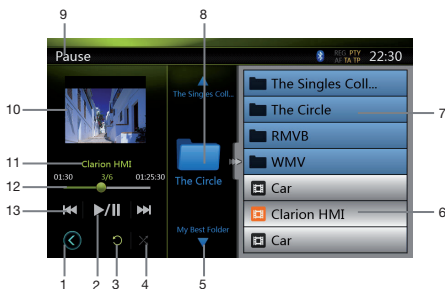 9
8
Pause
REG PTY
AF TA TP
22:30
10
The Singles Coll...
The Singles Coll...
The Circle
7
11
Clarion HMI
RMVB
12
01:30
3/6
01:25:30
The Circle
WMV
Car
13
Clarion HMI
6
My Best Folder
Car
1
2
3
4
5